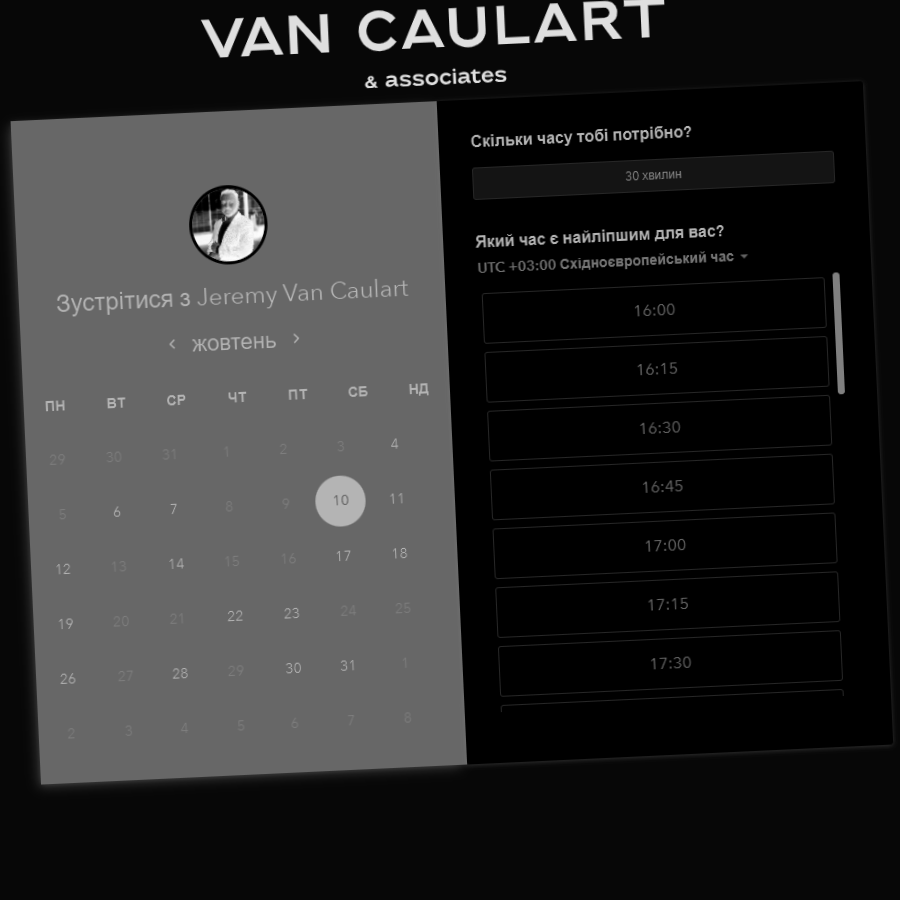 VAN CAULART
& associates
Зустрітися з Jeremy Van Caulart
‹ жовтень ›
ПН ВТ СР ЧТ ПТ СБ НД
29 30 31 1 2 3 4
5 6 7 8 9 10 11
12 13 14 15 16 17 18
19 20 21 22 23 24 25
26 27 28 29 30 31 1
2 3 4 5 6 7 8
Скільки часу тобі потрібно?
30 хвилин
Який час є найліпшим для вас?
UTC +03:00 Східноєвропейський час
16:00
16:15
16:30
16:45
17:00
17:15
17:30